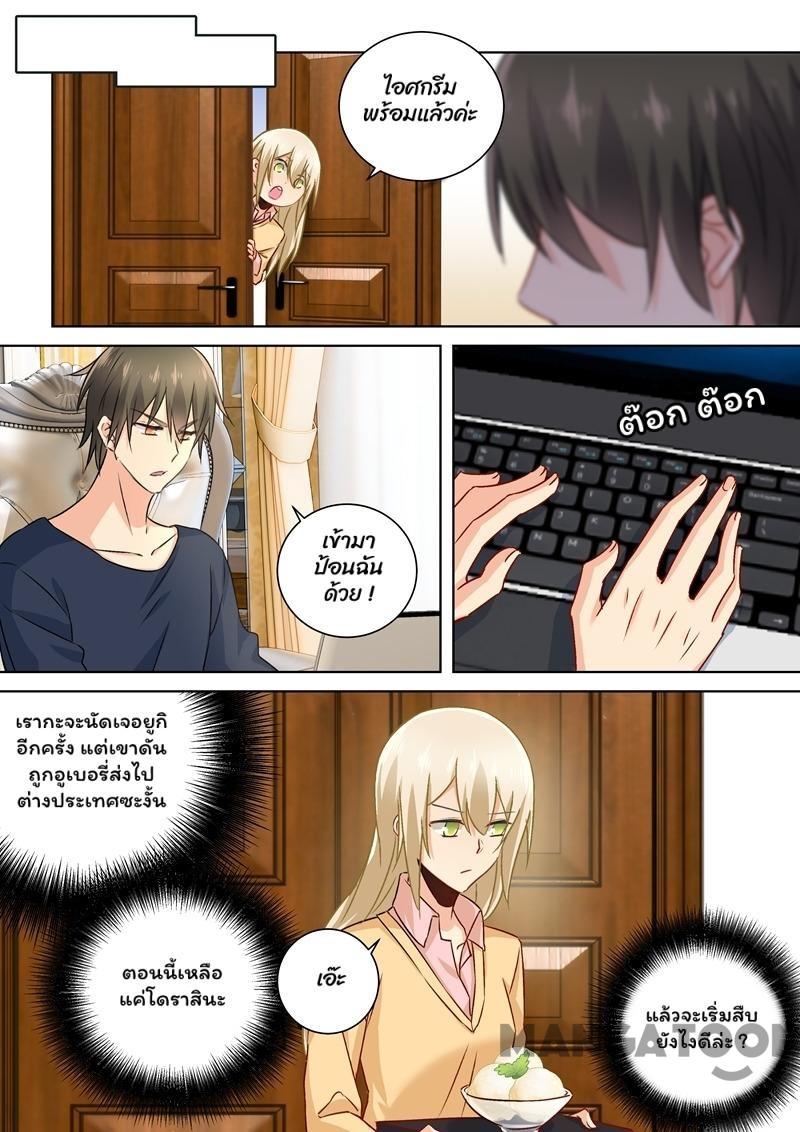 ไอศกรีม
พร้อมแล้วค่ะ
ต๊อก ต๊อก
เข้ามา
ป้อนฉัน
ด้วย !
เรากะจะนัดเจอยูกิ
อีกครั้ง แต่เขาดัน
ถูกอูเบอรี่ส่งไป
ต่างประเทศซะงั้น
ตอนนี้เหลือ
แค่โดราสินะ
เอ๊ะ
แล้วจะเริ่มสืบ
ยังไงดีล่ะ ?
MANGATOON